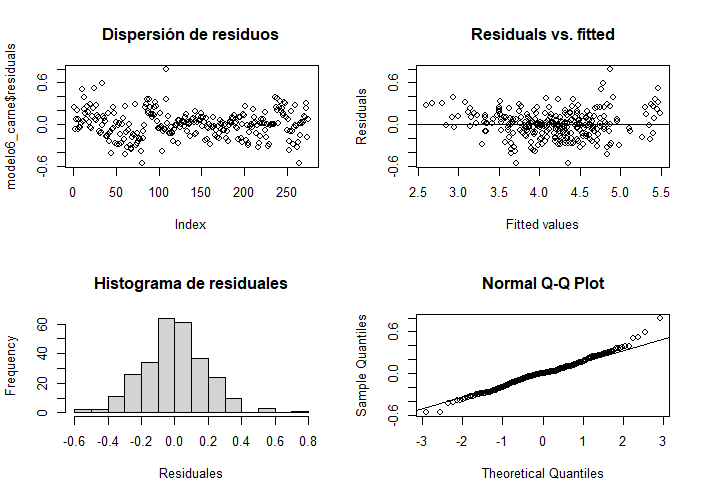 Dispersión de residuos
modelo6_carne$residuals
-0.6 0.0 0.6
0 50 100 150 200 250
Index
Residuals vs. fitted
Residuals
-0.6 0.0 0.6
2.5 3.0 3.5 4.0 4.5 5.0 5.5
Fitted values
Histograma de residuales
Frequency
0 20 40 60
-0.6 -0.4 -0.2 0.0 0.2 0.4 0.6 0.8
Residuales
Normal Q-Q Plot
Sample Quantiles
-0.6 0.0 0.6
-3 -2 -1 0 1 2 3
Theoretical Quantiles